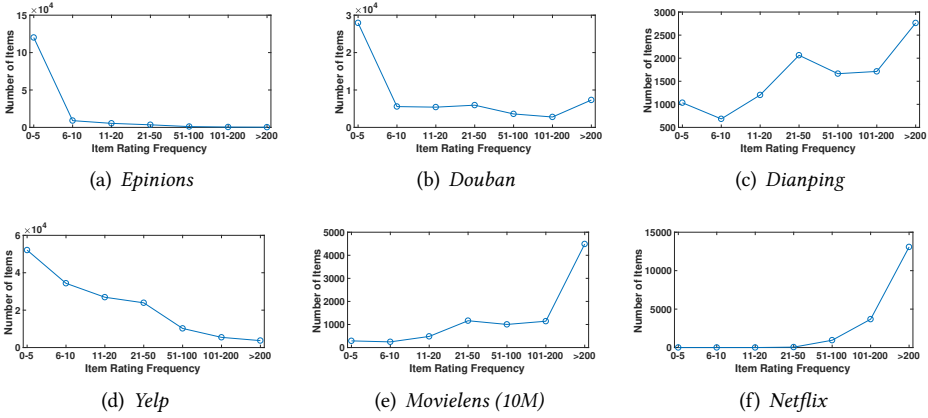 ×10^4
15
10
5
0
Number of Items
0-5 6-10 11-20 21-50 51-100 101-200 >200
Item Rating Frequency
(a) Epinions
×10^4
3
2
1
0
Number of Items
0-5 6-10 11-20 21-50 51-100 101-200 >200
Item Rating Frequency
(b) Douban
3000
2500
2000
1500
1000
500
Number of Items
0-5 6-10 11-20 21-50 51-100 101-200 >200
Item Rating Frequency
(c) Dianping
×10^4
6
4
2
0
Number of Items
0-5 6-10 11-20 21-50 51-100 101-200 >200
Item Rating Frequency
(d) Yelp
5000
4000
3000
2000
1000
0
Number of Items
0-5 6-10 11-20 21-50 51-100 101-200 >200
Item Rating Frequency
(e) Movielens (10M)
15000
10000
5000
0
Number of Items
0-5 6-10 11-20 21-50 51-100 101-200 >200
Item Rating Frequency
(f) Netflix